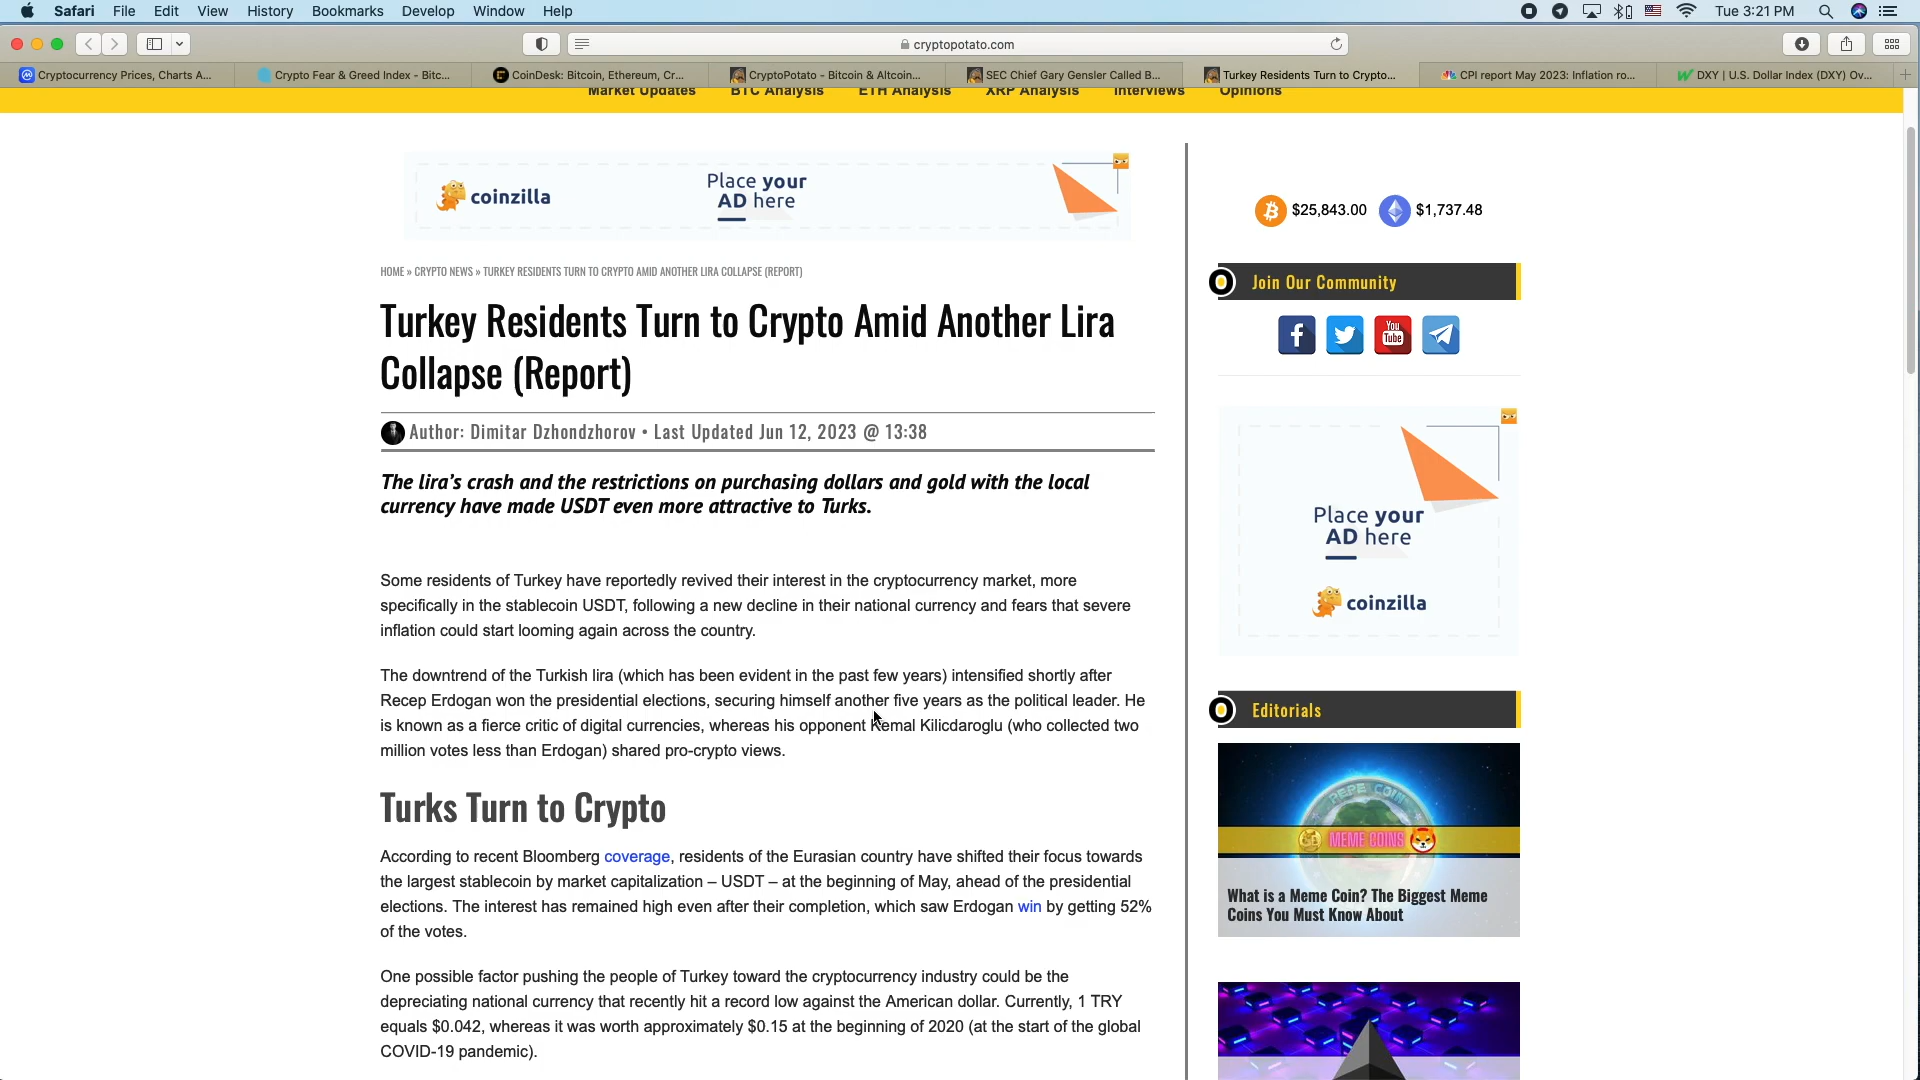 Safari File Edit View History Bookmarks Develop Window Help Tue 3:21 PM
cryptopotato.com
Cryptocurrency Prices, Charts A...
Crypto Fear & Greed Index - Bitc...
CoinDesk: Bitcoin, Ethereum, Cr...
CryptoPotato - Bitcoin & Altcoin...
SEC Chief Gary Gensler Called B...
Turkey Residents Turn to Crypto...
CPI report May 2023: Inflation ro...
DXY | U.S. Dollar Index (DXY) Ov...
Market Updates BTC Analysis ETH Analysis XRP Analysis Interviews Opinions
coinzilla
Place your
AD here
HOME » CRYPTO NEWS » TURKEY RESIDENTS TURN TO CRYPTO AMID ANOTHER LIRA COLLAPSE (REPORT)
Turkey Residents Turn to Crypto Amid Another Lira
Collapse (Report)
Author: Dimitar Dzhondzhorov • Last Updated Jun 12, 2023 @ 13:38
The lira's crash and the restrictions on purchasing dollars and gold with the local
currency have made USDT even more attractive to Turks.
Some residents of Turkey have reportedly revived their interest in the cryptocurrency market, more
specifically in the stablecoin USDT, following a new decline in their national currency and fears that severe
inflation could start looming again across the country.
The downtrend of the Turkish lira (which has been evident in the past few years) intensified shortly after
Recep Erdogan won the presidential elections, securing himself another five years as the political leader. He
is known as a fierce critic of digital currencies, whereas his opponent Kemal Kilicdaroglu (who collected two
million votes less than Erdogan) shared pro-crypto views.
Turks Turn to Crypto
According to recent Bloomberg coverage, residents of the Eurasian country have shifted their focus towards
the largest stablecoin by market capitalization – USDT – at the beginning of May, ahead of the presidential
elections. The interest has remained high even after their completion, which saw Erdogan win by getting 52%
of the votes.
One possible factor pushing the people of Turkey toward the cryptocurrency industry could be the
depreciating national currency that recently hit a record low against the American dollar. Currently, 1 TRY
equals $0.042, whereas it was worth approximately $0.15 at the beginning of 2020 (at the start of the global
COVID-19 pandemic).
$25,843.00 $1,737.48
Join Our Community
You
Tube
Place your
AD here
coinzilla
Editorials
PEPE COIN
MEME COINS
What is a Meme Coin? The Biggest Meme
Coins You Must Know About